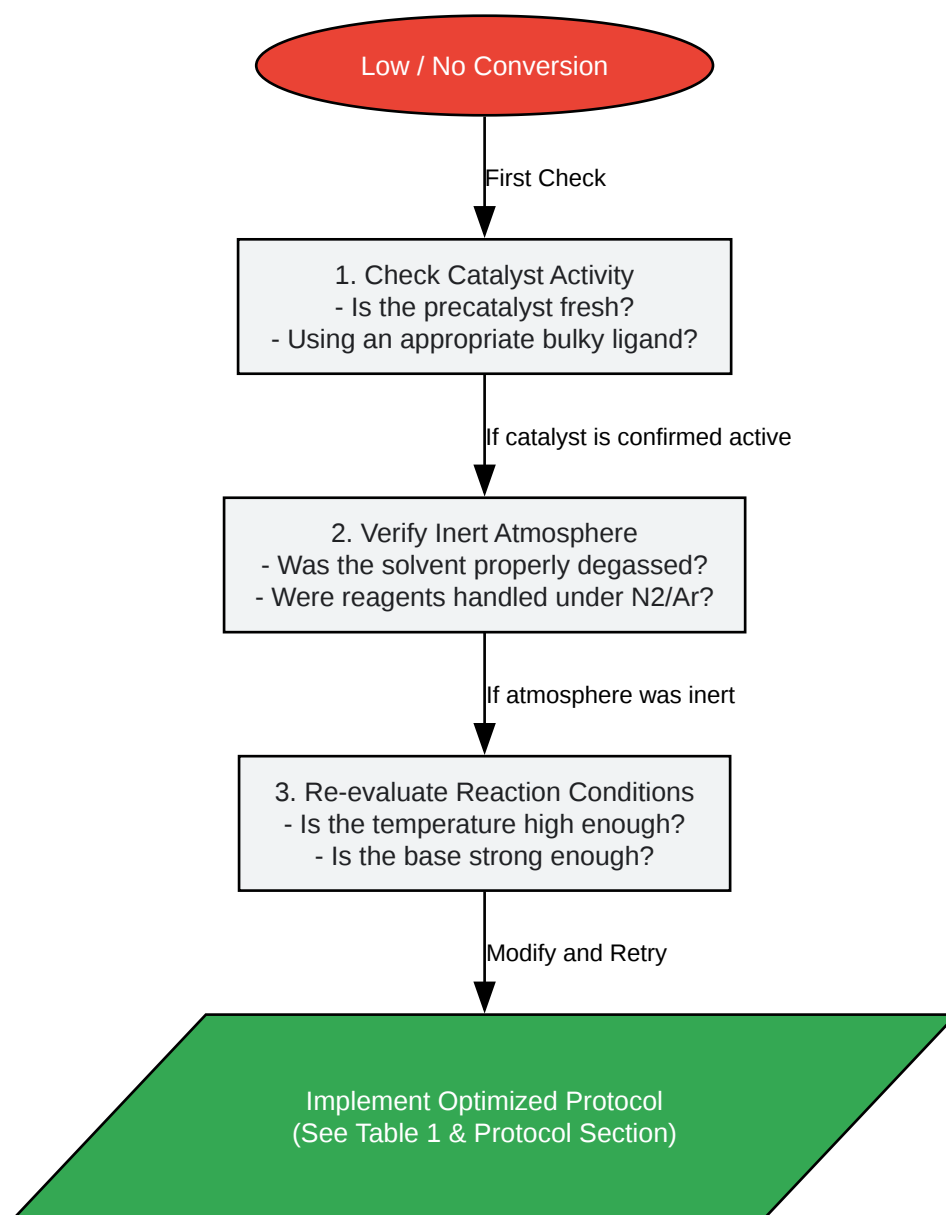 Low / No Conversion
First Check
1. Check Catalyst Activity
- Is the precatalyst fresh?
- Using an appropriate bulky ligand?
If catalyst is confirmed active
2. Verify Inert Atmosphere
- Was the solvent properly degassed?
- Were reagents handled under N2/Ar?
If atmosphere was inert
3. Re-evaluate Reaction Conditions
- Is the temperature high enough?
- Is the base strong enough?
Modify and Retry
Implement Optimized Protocol
(See Table 1 & Protocol Section)